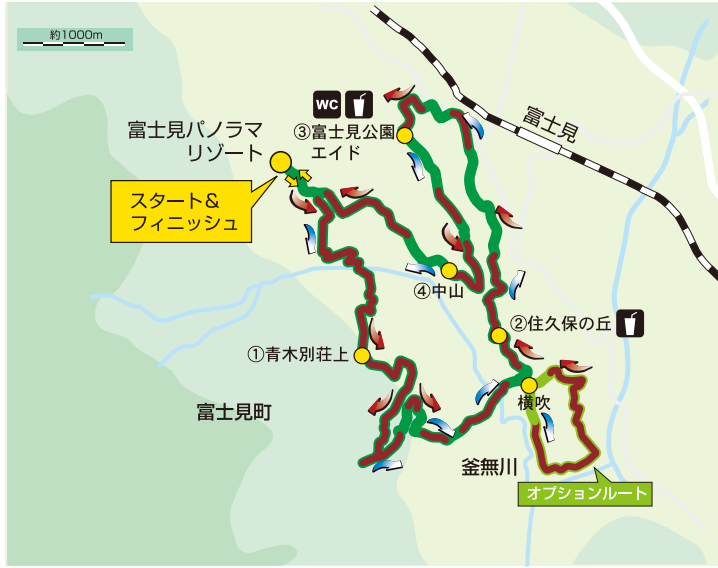 約1000m
富士見
WC
③富士見公園
エイド
富士見パノラマ
リゾート
スタート&
フィニッシュ
④中山
②住久保の丘
①青木別荘上
横吹
富士見町
釜無川
オプションルート